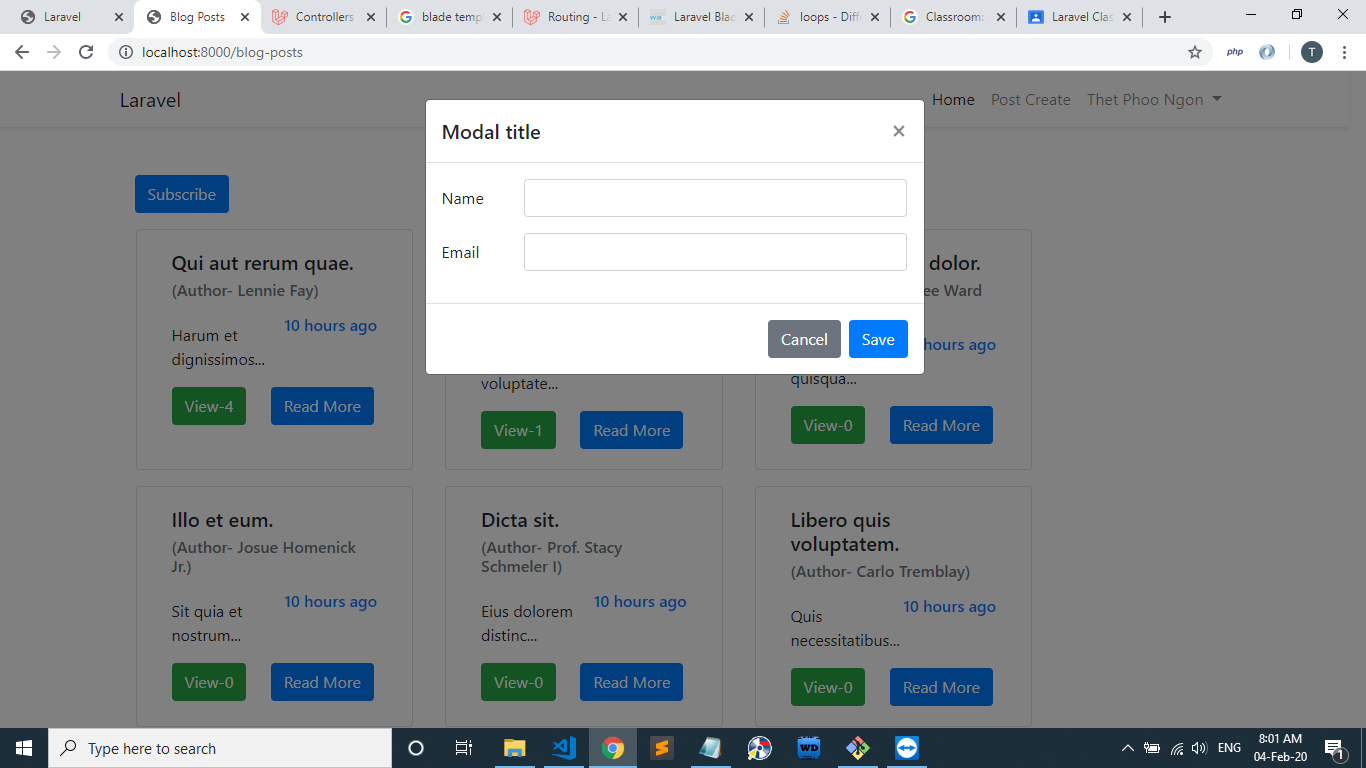 Laravel
Blog Posts
Controllers
blade temp
Routing - La
Laravel Blad
loops - Diff
Classroom:
Laravel Clas
localhost:8000/blog-posts
php
T
Laravel
Home
Post Create
Thet Phoo Ngon
Modal title
×
Name
Email
Cancel
Save
Subscribe
Qui aut rerum quae.
(Author- Lennie Fay)
10 hours ago
Harum et
dignissimos...
View-4
Read More
voluptate...
View-1
Read More
dolor.
ee Ward
hours ago
quisqua...
View-0
Read More
Illo et eum.
(Author- Josue Homenick
Jr.)
10 hours ago
Sit quia et
nostrum...
View-0
Read More
Dicta sit.
(Author- Prof. Stacy
Schmeler I)
10 hours ago
Eius dolorem
distinc...
View-0
Read More
Libero quis
voluptatem.
(Author- Carlo Tremblay)
10 hours ago
Quis
necessitatibus...
View-0
Read More
Type here to search
WD
ENG
8:01 AM
04-Feb-20
1